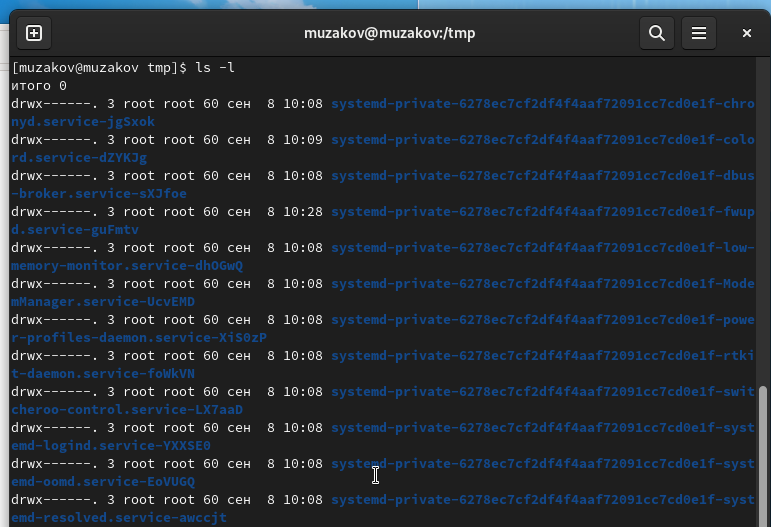 muzakov@muzakov:/tmp
[muzakov@muzakov tmp]$ ls -l
итого 0
drwx------. 3 root root 60 сен  8 10:08 systemd-private-6278ec7cf2df4f4aaf72091cc7cd0e1f-chro
nyd.service-jgSxok
drwx------. 3 root root 60 сен  8 10:09 systemd-private-6278ec7cf2df4f4aaf72091cc7cd0e1f-colo
rd.service-dZYKJg
drwx------. 3 root root 60 сен  8 10:08 systemd-private-6278ec7cf2df4f4aaf72091cc7cd0e1f-dbus
-broker.service-sXJfoe
drwx------. 3 root root 60 сен  8 10:28 systemd-private-6278ec7cf2df4f4aaf72091cc7cd0e1f-fwup
d.service-guFmtv
drwx------. 3 root root 60 сен  8 10:08 systemd-private-6278ec7cf2df4f4aaf72091cc7cd0e1f-low-
memory-monitor.service-dhOGwQ
drwx------. 3 root root 60 сен  8 10:08 systemd-private-6278ec7cf2df4f4aaf72091cc7cd0e1f-Mode
mManager.service-UcvEMD
drwx------. 3 root root 60 сен  8 10:08 systemd-private-6278ec7cf2df4f4aaf72091cc7cd0e1f-powe
r-profiles-daemon.service-XiS0zP
drwx------. 3 root root 60 сен  8 10:08 systemd-private-6278ec7cf2df4f4aaf72091cc7cd0e1f-rtki
t-daemon.service-foWkVN
drwx------. 3 root root 60 сен  8 10:08 systemd-private-6278ec7cf2df4f4aaf72091cc7cd0e1f-swit
cheroo-control.service-LX7aaD
drwx------. 3 root root 60 сен  8 10:08 systemd-private-6278ec7cf2df4f4aaf72091cc7cd0e1f-syst
emd-logind.service-YXXSE0
drwx------. 3 root root 60 сен  8 10:08 systemd-private-6278ec7cf2df4f4aaf72091cc7cd0e1f-syst
emd-oomd.service-EoVUGQ
drwx------. 3 root root 60 сен  8 10:08 systemd-private-6278ec7cf2df4f4aaf72091cc7cd0e1f-syst
emd-resolved.service-awccjt